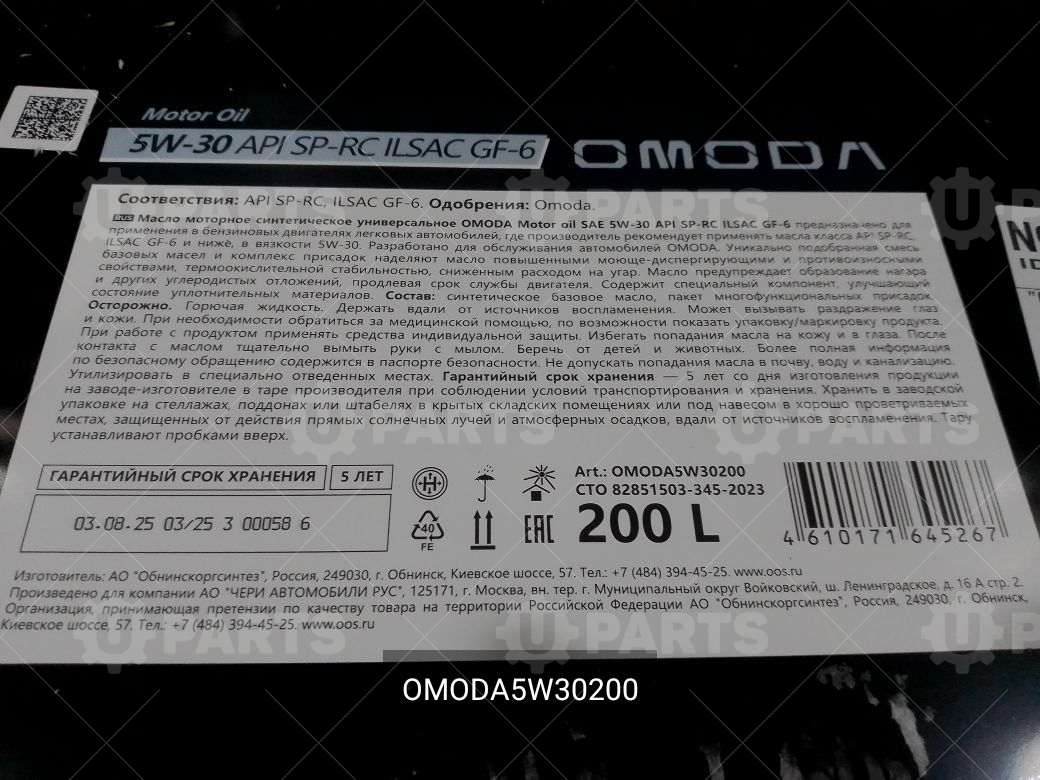 Motor Oil
5W-30 API SP-RC ILSAC GF-6
OMODA
Соответствия: API SP-RC, ILSAC GF-6. Одобрения: Omoda.
RUS Масло моторное синтетическое универсальное OMODA Motor oil SAE 5W-30 API SP-RC ILSAC GF-6 предназначено для
применения в бензиновых двигателях легковых автомобилей, где производитель рекомендует применять масла класса API SP-RC,
ILSAC GF-6 и ниже, в вязкости 5W-30. Разработано для обслуживания автомобилей OMODA. Уникально подобранная смесь
базовых масел и комплекс присадок наделяют масло повышенными моюще-диспергирующими и противоизносными
свойствами, термоокислительной стабильностью, сниженным расходом на угар. Масло предупреждает образование нагара
и других углеродистых отложений, продлевая срок службы двигателя. Содержит специальный компонент, улучшающий
состояние уплотнительных материалов. Состав: синтетическое базовое масло, пакет многофункциональных присадок.
Осторожно. Горючая жидкость. Держать вдали от источников воспламенения. Может вызывать раздражение глаз
и кожи. При необходимости обратиться за медицинской помощью, по возможности показать упаковку/маркировку продукта.
При работе с продуктом применять средства индивидуальной защиты. Избегать попадания масла на кожу и в глаза. После
контакта с маслом тщательно вымыть руки с мылом. Беречь от детей и животных. Более полная информация
по безопасному обращению содержится в паспорте безопасности. Не допускать попадания масла в почву, воду и канализацию.
Утилизировать в специально отведенных местах. Гарантийный срок хранения — 5 лет со дня изготовления продукции
на заводе-изготовителе в таре производителя при соблюдении условий транспортирования и хранения. Хранить в заводской
упаковке на стеллажах, поддонах или штабелях в крытых складских помещениях или под навесом в хорошо проветриваемых
местах, защищенных от действия прямых солнечных лучей и атмосферных осадков, вдали от источников воспламенения. Тару
устанавливают пробками вверх.
ГАРАНТИЙНЫЙ СРОК ХРАНЕНИЯ 5 ЛЕТ
03.08.25 03/25 3 00058 6
40
FE
EAC
Art.: OMODA5W30200
СТО 82851503-345-2023
200 L
4 610171 645267
Изготовитель: АО "Обнинскоргсинтез", Россия, 249030, г. Обнинск, Киевское шоссе, 57. Тел.: +7 (484) 394-45-25. www.oos.ru
Произведено для компании АО "ЧЕРИ АВТОМОБИЛИ РУС", 125171, г. Москва, вн. тер. г. Муниципальный округ Войковский, ш. Ленинградское, д. 16 А стр. 2.
Организация, принимающая претензии по качеству товара на территории Российской Федерации АО "Обнинскоргсинтез", Россия, 249030, г. Обнинск,
Киевское шоссе, 57. Тел.: +7 (484) 394-45-25. www.oos.ru
U PARTS
OMODA5W30200